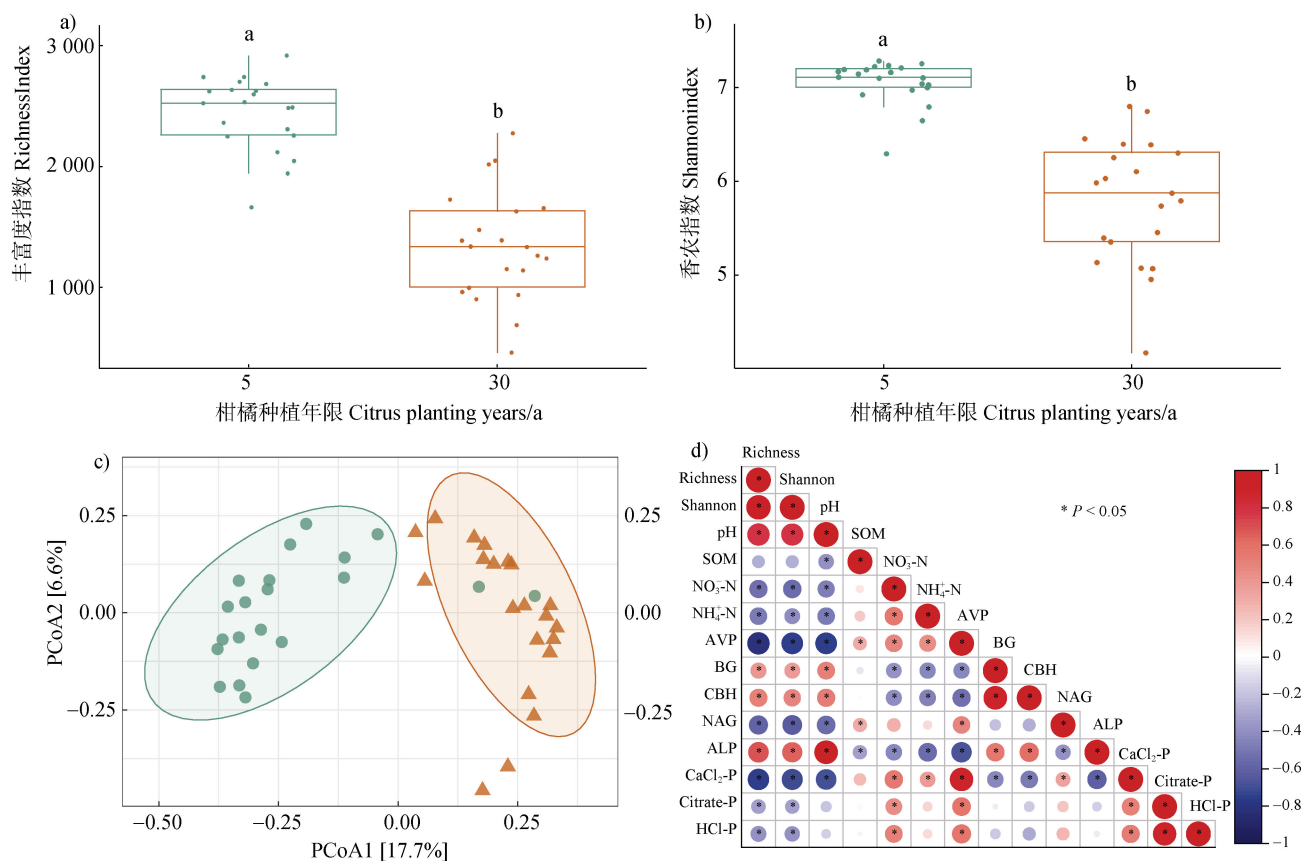 a)
丰富度指数 RichnessIndex
3 000
2 000
1 000
a
b
5
30
柑橘种植年限 Citrus planting years/a
b)
香农指数 Shannonindex
7
6
5
a
b
5
30
柑橘种植年限 Citrus planting years/a
c)
PCoA2 [6.6%]
0.25
0.00
−0.25
0.25
0.00
−0.25
−0.50
−0.25
0.00
0.25
PCoA1 [17.7%]
d)
Richness
Richness
Shannon
Shannon
pH
* P < 0.05
pH
SOM
SOM
NO₃-N
NO₃⁻-N
NH₄⁺-N
NH₄⁺-N
AVP
AVP
BG
BG
CBH
CBH
NAG
NAG
ALP
ALP
CaCl₂-P
CaCl₂-P
Citrate-P
Citrate-P
HCl-P
HCl-P
1
0.8
0.6
0.4
0.2
0
−0.2
−0.4
−0.6
−0.8
−1